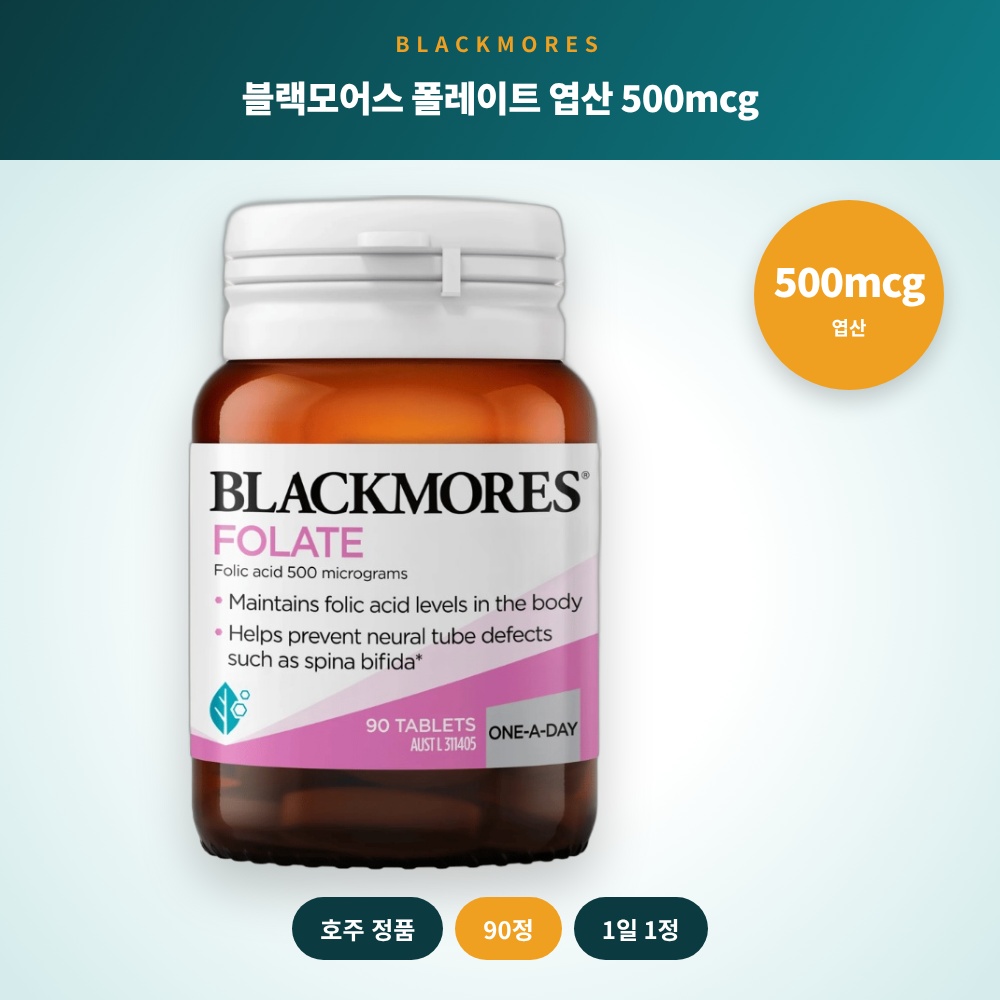 BLACKMORES
블랙모어스 폴레이트 엽산 500mcg
500mcg
엽산
BLACKMORES®
FOLATE
Folic acid 500 micrograms
• Maintains folic acid levels in the body
• Helps prevent neural tube defects
such as spina bifida*
90 TABLETS
AUST L 311405
ONE-A-DAY
호주 정품
90정
1일 1정